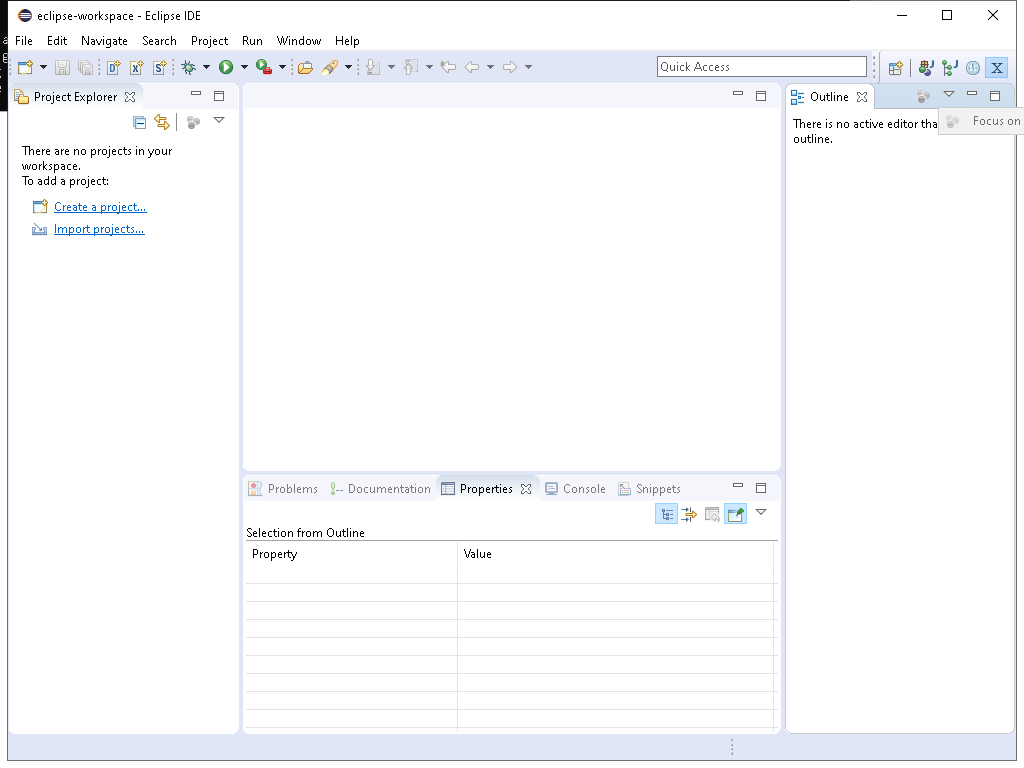 eclipse-workspace - Eclipse IDE
File Edit Navigate Search Project Run Window Help
Quick Access
Project Explorer
Outline
There are no projects in your
workspace.
To add a project:
Create a project...
Import projects...
There is no active editor tha
outline.
Focus on
Problems Documentation Properties Console Snippets
Selection from Outline
Property Value